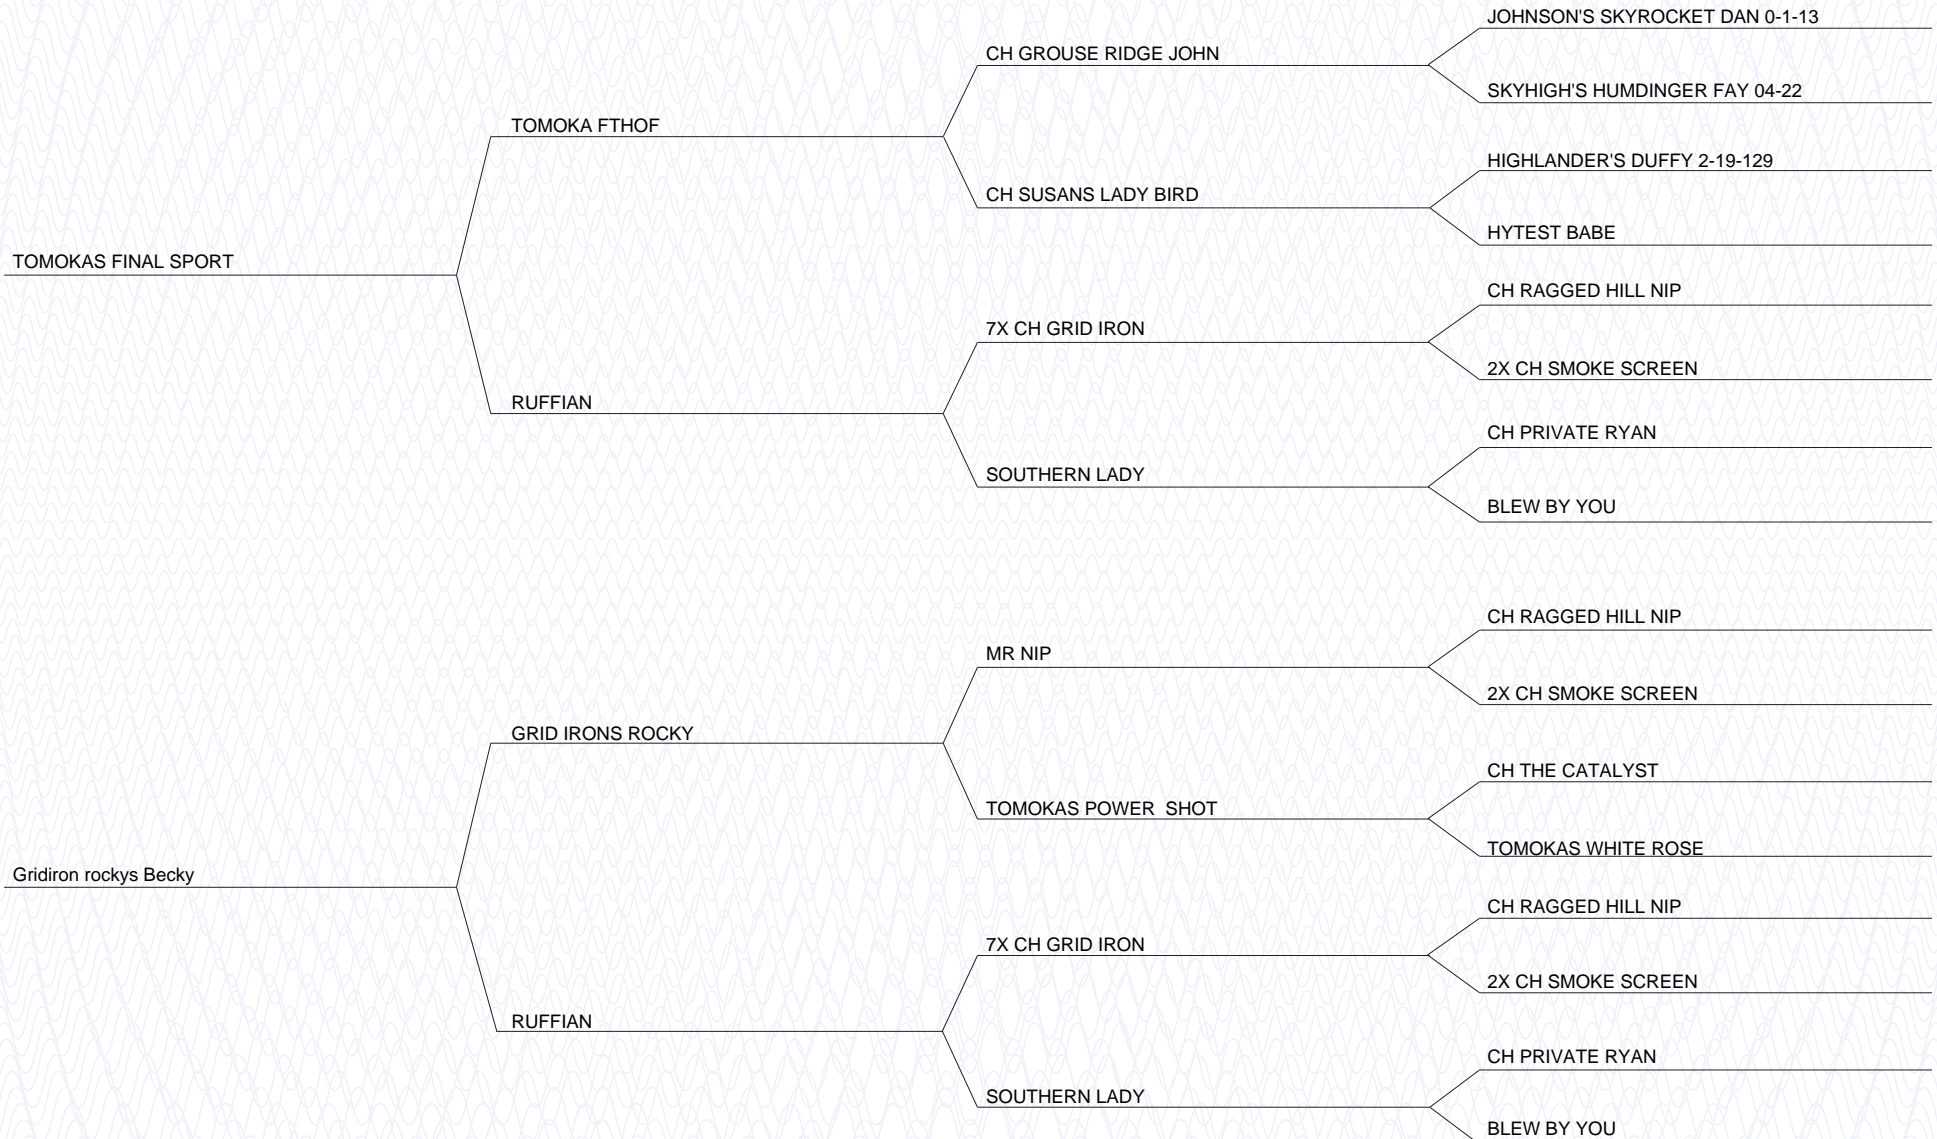 JOHNSON'S SKYROCKET DAN 0-1-13
CH GROUSE RIDGE JOHN
SKYHIGH'S HUMDINGER FAY 04-22
TOMOKA FTHOF
HIGHLANDER'S DUFFY 2-19-129
CH SUSANS LADY BIRD
HYTEST BABE
TOMOKAS FINAL SPORT
CH RAGGED HILL NIP
7X CH GRID IRON
2X CH SMOKE SCREEN
RUFFIAN
CH PRIVATE RYAN
SOUTHERN LADY
BLEW BY YOU
CH RAGGED HILL NIP
MR NIP
2X CH SMOKE SCREEN
GRID IRONS ROCKY
CH THE CATALYST
TOMOKAS POWER  SHOT
TOMOKAS WHITE ROSE
Gridiron rockys Becky
CH RAGGED HILL NIP
7X CH GRID IRON
2X CH SMOKE SCREEN
RUFFIAN
CH PRIVATE RYAN
SOUTHERN LADY
BLEW BY YOU